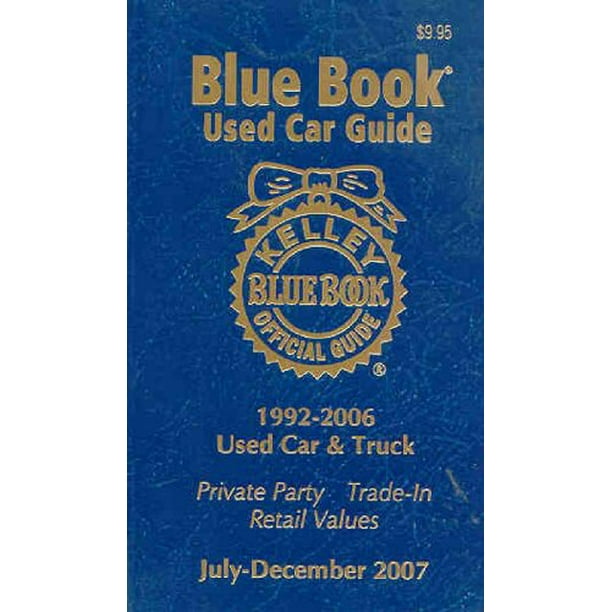 $9.95
Blue Book®
Used Car Guide
KELLEY
BLUE BOOK
OFFICIAL GUIDE
®
1992-2006
Used Car & Truck
Private Party Trade-In
Retail Values
July-December 2007